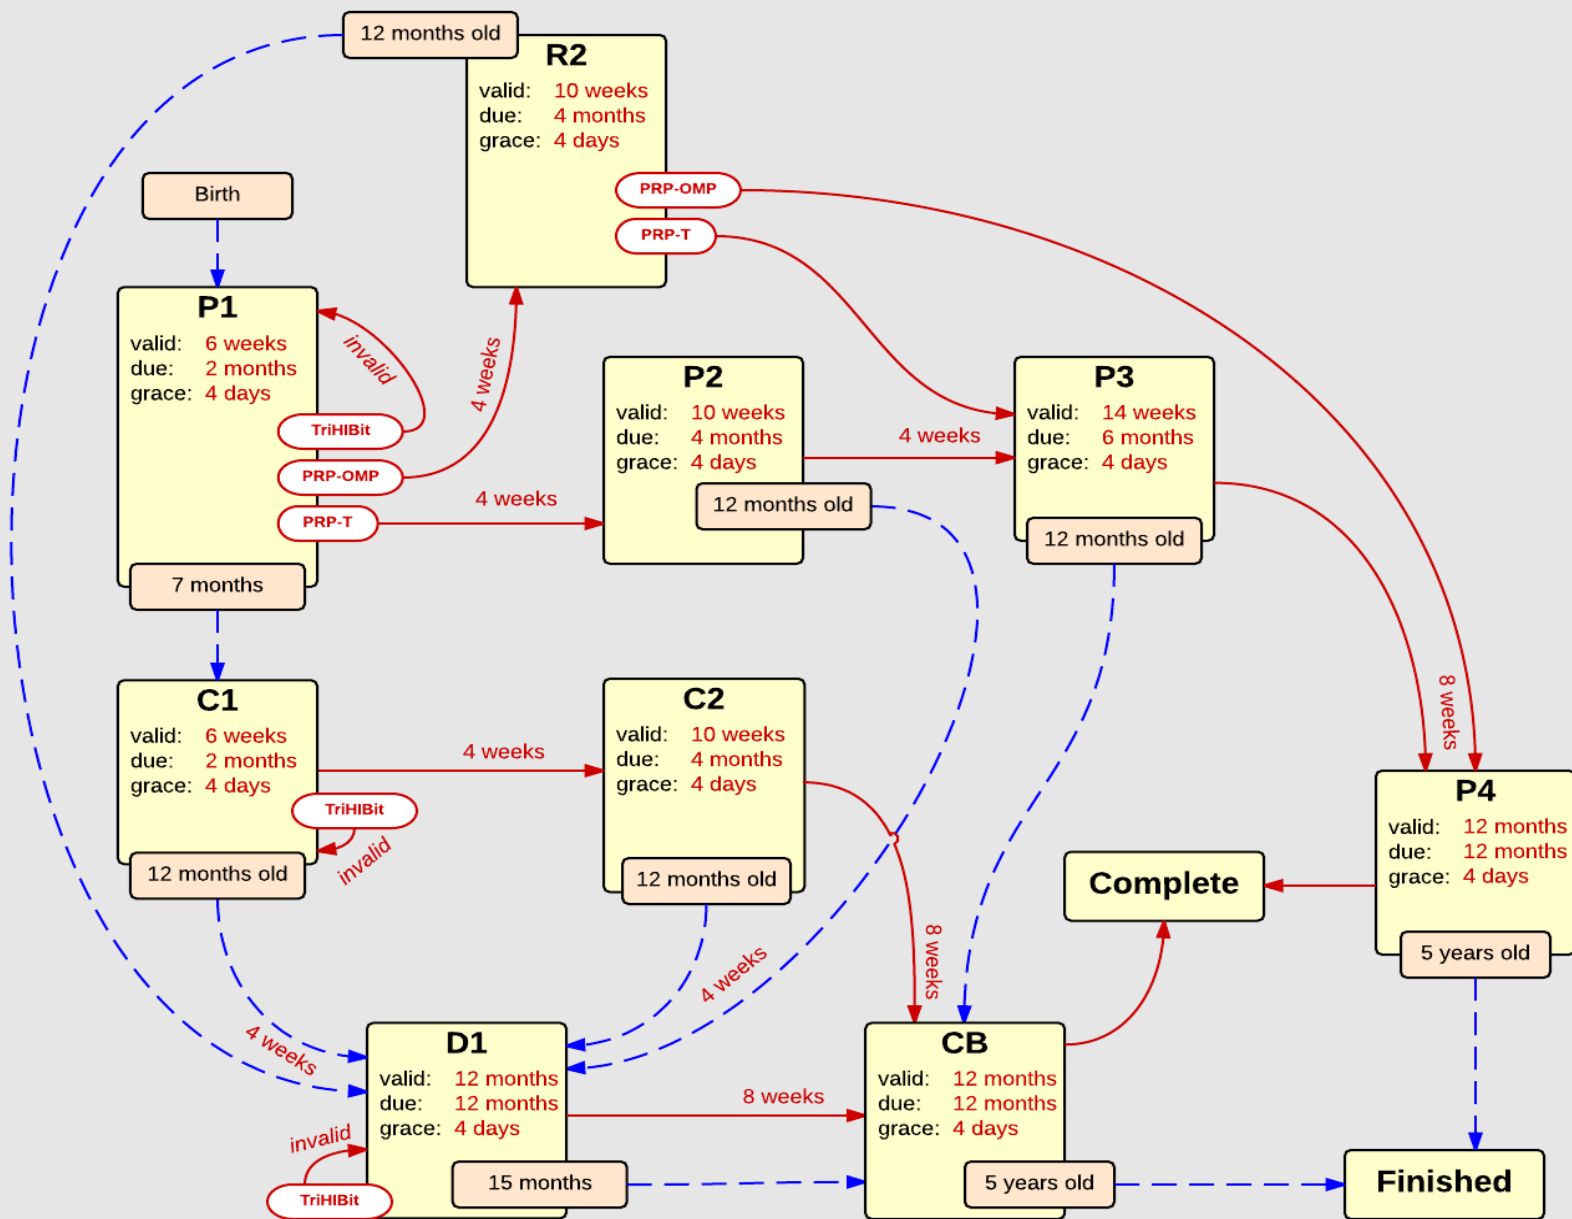 12 months old
R2
valid: 10 weeks
due: 4 months
grace: 4 days
PRP-OMP
PRP-T
Birth
P1
valid: 6 weeks
due: 2 months
grace: 4 days
invalid
TriHIBit
PRP-OMP
PRP-T
7 months
4 weeks
4 weeks
P2
valid: 10 weeks
due: 4 months
grace: 4 days
12 months old
4 weeks
P3
valid: 14 weeks
due: 6 months
grace: 4 days
12 months old
C1
valid: 6 weeks
due: 2 months
grace: 4 days
TriHIBit
invalid
12 months old
4 weeks
C2
valid: 10 weeks
due: 4 months
grace: 4 days
12 months old
8 weeks
P4
valid: 12 months
due: 12 months
grace: 4 days
5 years old
Complete
4 weeks
4 weeks
8 weeks
D1
valid: 12 months
due: 12 months
grace: 4 days
invalid
TriHIBit
15 months
8 weeks
CB
valid: 12 months
due: 12 months
grace: 4 days
5 years old
Finished